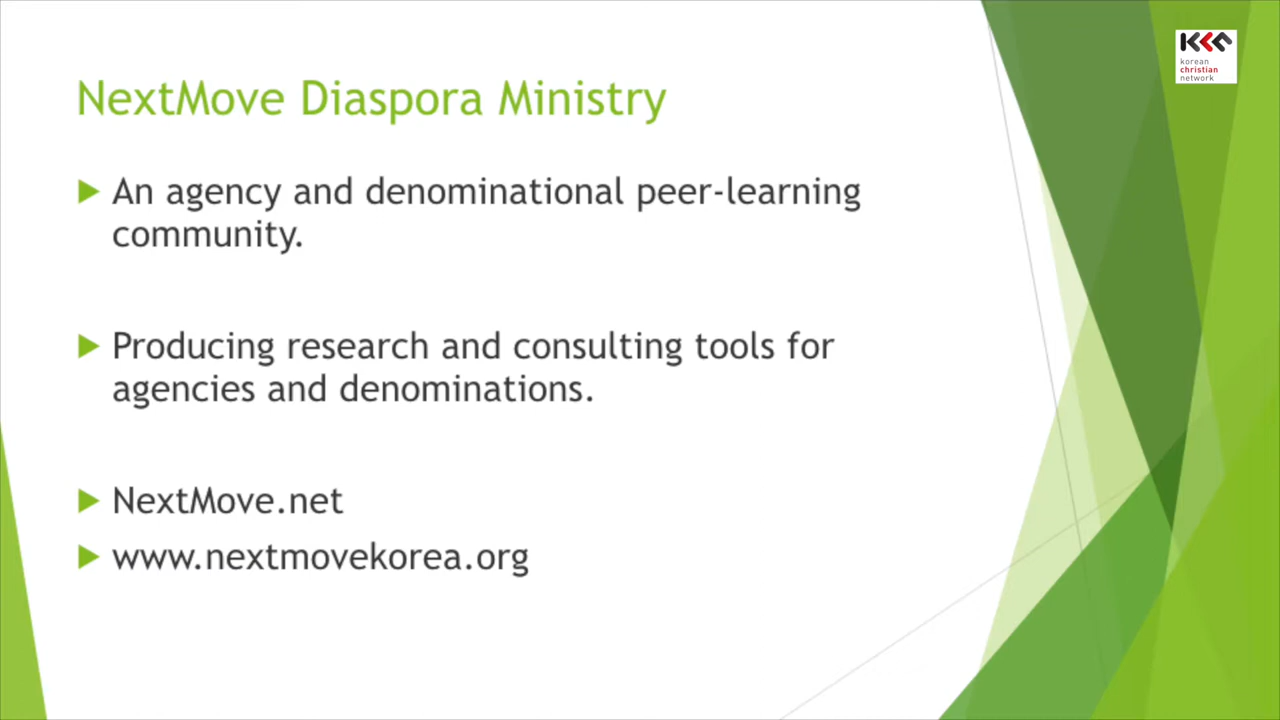 NextMove Diaspora Ministry
An agency and denominational peer-learning
community.
Producing research and consulting tools for
agencies and denominations.
NextMove.net
www.nextmovekorea.org
KCN
korean
christian
network